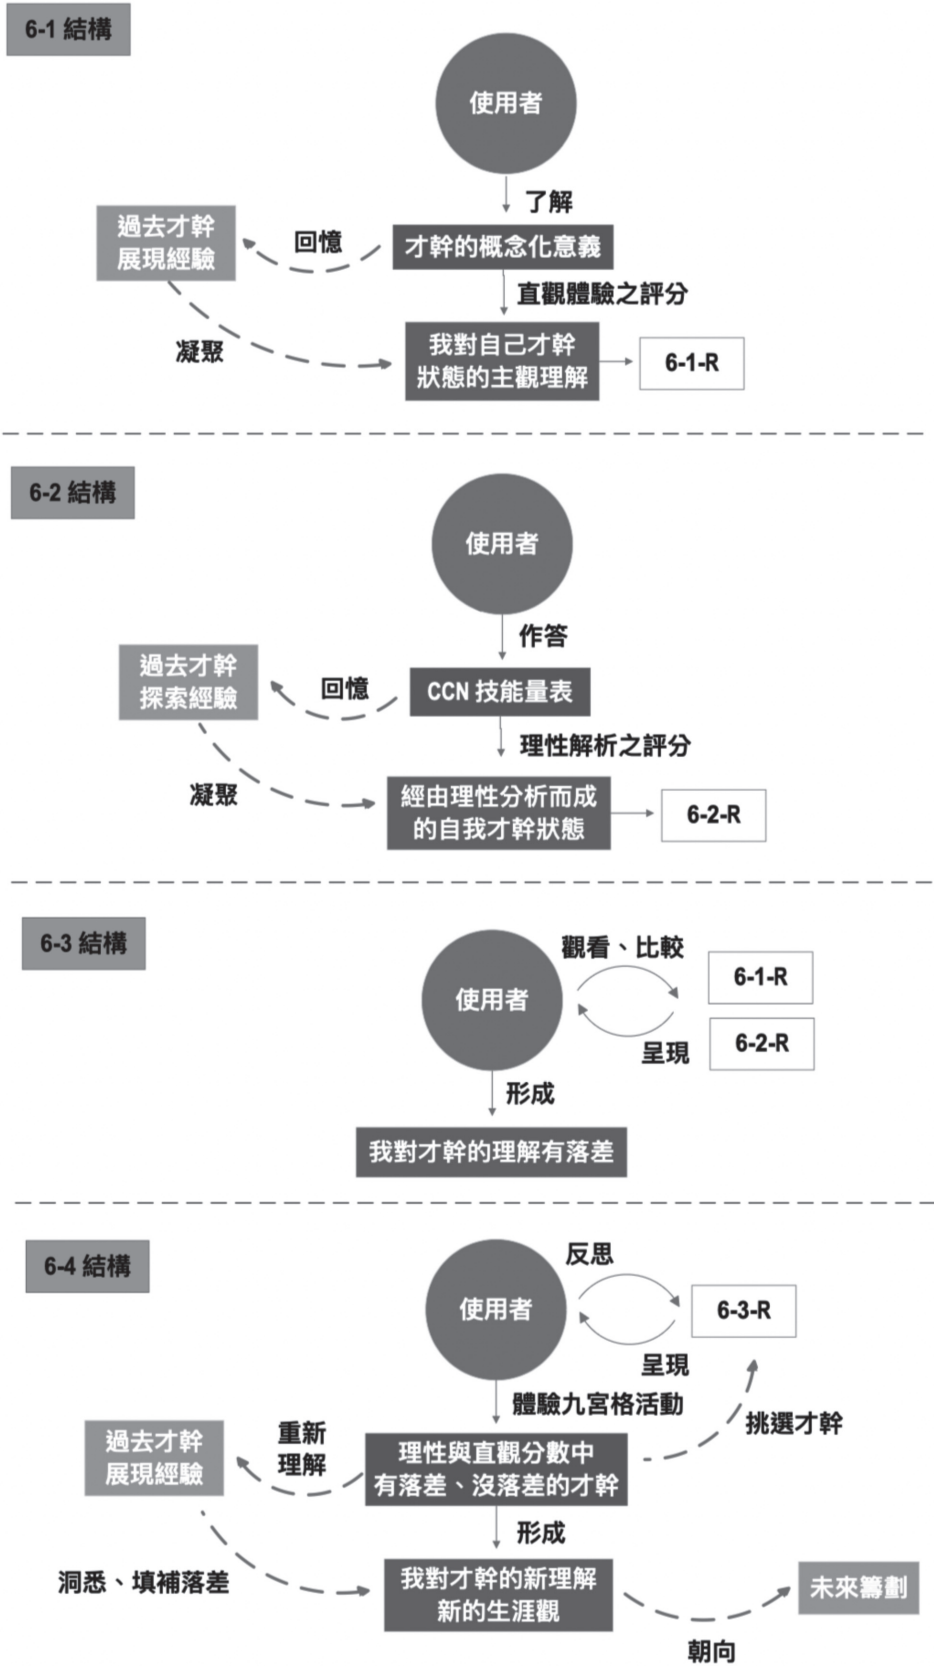 6-1 結構
使用者
了解
過去才幹
展現經驗
回憶
才幹的概念化意義
直觀體驗之評分
凝聚
我對自己才幹
狀態的主觀理解
6-1-R
6-2 結構
使用者
作答
過去才幹
探索經驗
回憶
CCN 技能量表
理性解析之評分
凝聚
經由理性分析而成
的自我才幹狀態
6-2-R
6-3 結構
使用者
觀看、比較
6-1-R
6-2-R
呈現
形成
我對才幹的理解有落差
6-4 結構
使用者
反思
6-3-R
呈現
體驗九宮格活動
挑選才幹
過去才幹
展現經驗
重新
理解
理性與直觀分數中
有落差、沒落差的才幹
形成
洞悉、填補落差
我對才幹的新理解
新的生涯觀
未來籌劃
朝向